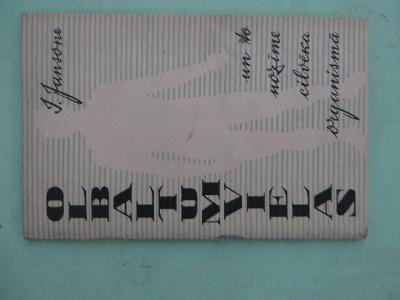 I. Jansone
OLBALTUMVIELAS
un to
nozīme
cilvēka
organismā